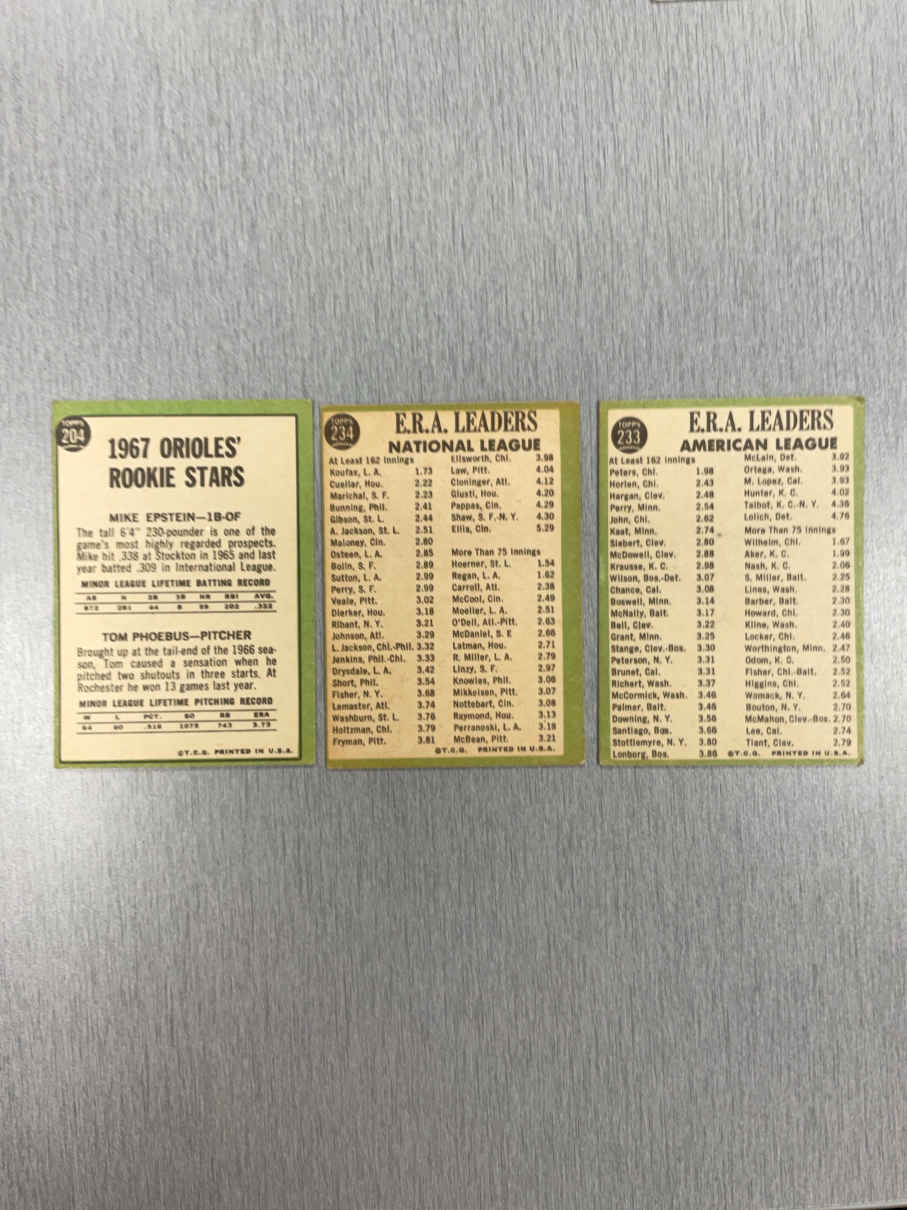 TOPPS
204
1967 ORIOLES'
ROOKIE STARS
MIKE EPSTEIN—1B-OF
The tall 6'4" 230-pounder is one of the
game's most highly regarded prospects.
Mike hit .338 at Stockton in 1965 and last
year batted .309 in International League.
MINOR LEAGUE LIFETIME BATTING RECORD
AB H 2B 3B HR RBI AVG.
TOM PHOEBUS—PITCHER
Brought up at the tail-end of the 1966 sea-
son, Tom caused a sensation when he
pitched two shutouts in three starts. At
Rochester he won 13 games last year.
MINOR LEAGUE LIFETIME PITCHING RECORD
W L PCT. SO BB ERA
©T.C.G. PRINTED IN U.S.A.
TOPPS
234
E.R.A. LEADERS
NATIONAL LEAGUE
At Least 162 Innings
Koufax, L. A. 1.73
Cuellar, Hou. 2.22
Marichal, S. F. 2.23
Bunning, Phil. 2.41
Gibson, St. L. 2.44
A. Jackson, St. L. 2.51
Maloney, Cin. 2.80
Osteen, L. A. 2.85
Bolin, S. F. 2.89
Sutton, L. A. 2.99
Perry, S. F. 2.99
Veale, Pitt. 3.02
Dierker, Hou. 3.18
Ribant, N. Y. 3.21
Johnson, Atl. 3.29
L. Jackson, Chi.-Phil. 3.32
Jenkins, Phil.-Chi. 3.33
Drysdale, L. A. 3.42
Short, Phil. 3.54
Fisher, N. Y. 3.68
Lemaster, Atl. 3.74
Washburn, St. L. 3.76
Holtzman, Chi. 3.79
Fryman, Pitt. 3.81
Ellsworth, Chi. 3.98
Law, Pitt. 4.04
Cloninger, Atl. 4.12
Giusti, Hou. 4.20
Pappas, Cin. 4.29
Shaw, S. F.-N. Y. 4.30
Ellis, Cin. 5.29
More Than 75 Innings
Hoerner, St. L. 1.54
Regan, L. A. 1.62
Carroll, Atl. 2.38
McCool, Cin. 2.49
Moeller, L. A. 2.51
O'Dell, Atl.-Pitt. 2.63
McDaniel, S. F. 2.66
Latman, Hou. 2.71
R. Miller, L. A. 2.79
Linzy, S. F. 2.97
Knowles, Phil. 3.06
Mikkelsen, Pitt. 3.07
Nottebart, Cin. 3.08
Raymond, Hou. 3.13
Perranoski, L. A. 3.18
McBean, Pitt. 3.21
©T.C.G. PRINTED IN U.S.A.
TOPPS
233
E.R.A. LEADERS
AMERICAN LEAGUE
At Least 162 Innings
Peters, Chi. 1.98
Horlen, Chi. 2.43
Hargan, Clev. 2.48
Perry, Minn. 2.54
John, Chi. 2.62
Kaat, Minn. 2.74
Siebert, Clev. 2.80
McDowell, Clev. 2.88
Krausse, K. C. 2.98
Wilson, Bos.-Det. 3.07
Chance, Cal. 3.08
Boswell, Minn. 3.14
McNally, Balt. 3.17
Bell, Clev. 3.22
Grant, Minn. 3.25
Stange, Clev.-Bos. 3.30
Peterson, N. Y. 3.31
Brunet, Cal. 3.31
Richert, Wash. 3.37
McCormick, Wash. 3.46
Palmer, Balt. 3.46
Downing, N. Y. 3.56
Santiago, Bos. 3.66
Stottlemyre, N. Y. 3.80
Lonborg, Bos. 3.86
McLain, Det. 3.92
Ortega, Wash. 3.93
M. Lopez, Cal. 3.93
Hunter, K. C. 4.02
Talbot, K. C.-N. Y. 4.36
Lolich, Det. 4.76
More Than 75 Innings
Wilhelm, Chi. 1.67
Aker, K. C. 1.99
Nash, K. C. 2.06
S. Miller, Balt. 2.25
Lines, Wash. 2.28
Barber, Balt. 2.30
Howard, Chi. 2.30
Kline, Wash. 2.40
Locker, Chi. 2.46
Worthington, Minn. 2.47
Odom, K. C. 2.50
Fisher, Chi.-Balt. 2.52
Higgins, Chi. 2.52
Womack, N. Y. 2.64
Bouton, N. Y. 2.70
McMahon, Clev.-Bos. 2.70
Lee, Cal. 2.74
Tiant, Clev. 2.79
©T.C.G. PRINTED IN U.S.A.